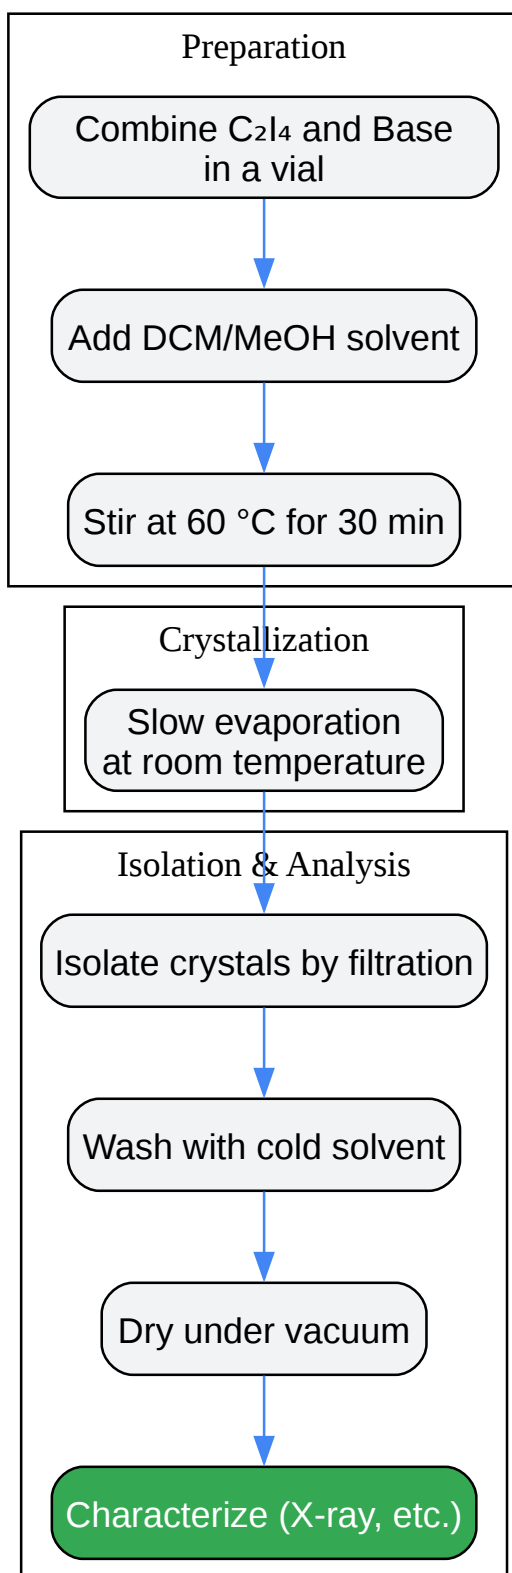 Preparation
Combine C₂I₄ and Base
in a vial
Add DCM/MeOH solvent
Stir at 60 °C for 30 min
Crystallization
Slow evaporation
at room temperature
Isolation & Analysis
Isolate crystals by filtration
Wash with cold solvent
Dry under vacuum
Characterize (X-ray, etc.)